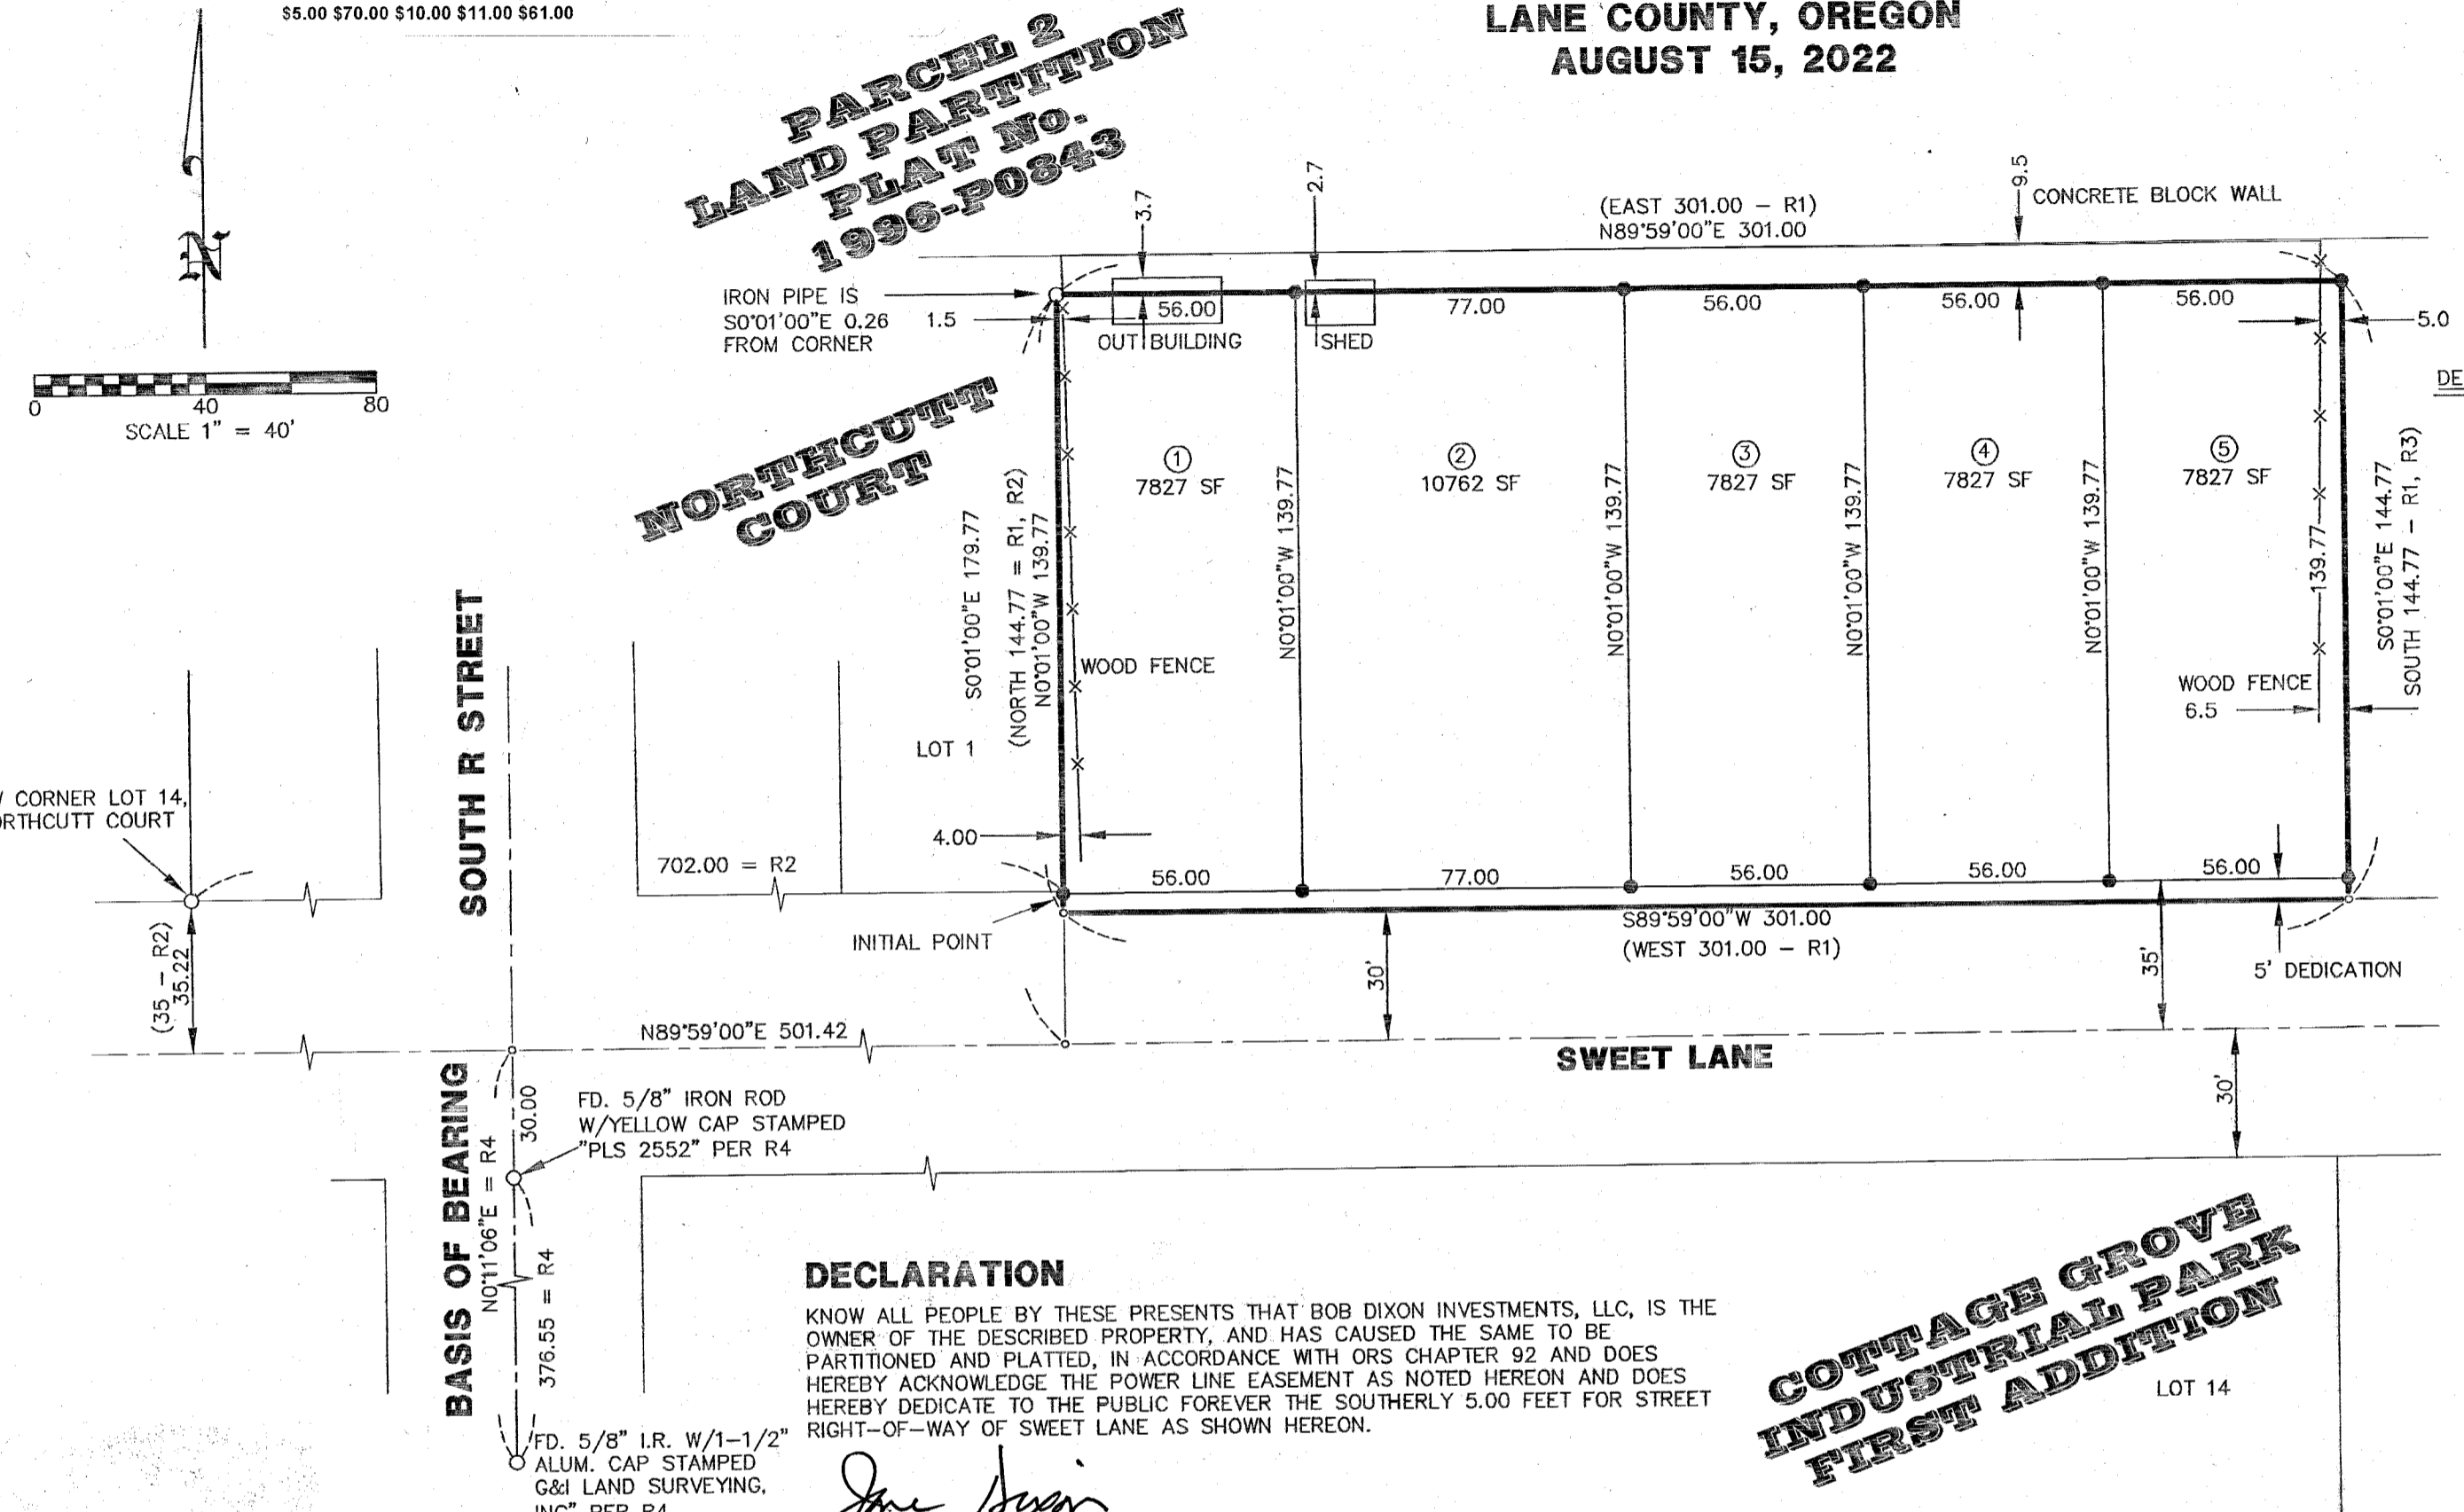 $5.00 $70.00 $10.00 $11.00 $61.00
LANE COUNTY, OREGON
AUGUST 15, 2022
PARCEL 2
LAND PARTITION
PLAT No.
1996-P0843
N
0 40 80
SCALE 1" = 40'
IRON PIPE IS
S0°01'00"E 0.26
FROM CORNER
1.5
3.7
2.7
(EAST 301.00 – R1)
N89°59'00"E 301.00
9.5
CONCRETE BLOCK WALL
56.00
77.00
56.00
56.00
56.00
5.0
OUT BUILDING
SHED
DE
NORTHCUTT
COURT
1
7827 SF
2
10762 SF
3
7827 SF
4
7827 SF
5
7827 SF
S0°01'00"E 179.77
(NORTH 144.77 = R1, R2)
N0°01'00"W 139.77
N0°01'00"W 139.77
N0°01'00"W 139.77
N0°01'00"W 139.77
N0°01'00"W 139.77
139.77
S0°01'00"E 144.77
SOUTH 144.77 - R1, R3)
WOOD FENCE
WOOD FENCE
6.5
LOT 1
4.00
SOUTH R STREET
CORNER LOT 14,
ORTHCUTT COURT
702.00 = R2
56.00
77.00
56.00
56.00
56.00
INITIAL POINT
S89°59'00"W 301.00
(WEST 301.00 – R1)
30'
35'
5' DEDICATION
(35 – R2)
35.22
N89°59'00"E 501.42
SWEET LANE
30'
BASIS OF BEARING
N0°11'06"E = R4
30.00
376.55 = R4
FD. 5/8" IRON ROD
W/YELLOW CAP STAMPED
"PLS 2552" PER R4
FD. 5/8" I.R. W/1–1/2"
ALUM. CAP STAMPED
G&I LAND SURVEYING,
INC" PER R4
DECLARATION
KNOW ALL PEOPLE BY THESE PRESENTS THAT BOB DIXON INVESTMENTS, LLC, IS THE
OWNER OF THE DESCRIBED PROPERTY, AND HAS CAUSED THE SAME TO BE
PARTITIONED AND PLATTED, IN ACCORDANCE WITH ORS CHAPTER 92 AND DOES
HEREBY ACKNOWLEDGE THE POWER LINE EASEMENT AS NOTED HEREON AND DOES
HEREBY DEDICATE TO THE PUBLIC FOREVER THE SOUTHERLY 5.00 FEET FOR STREET
RIGHT–OF–WAY OF SWEET LANE AS SHOWN HEREON.
COTTAGE GROVE
INDUSTRIAL PARK
FIRST ADDITION
LOT 14